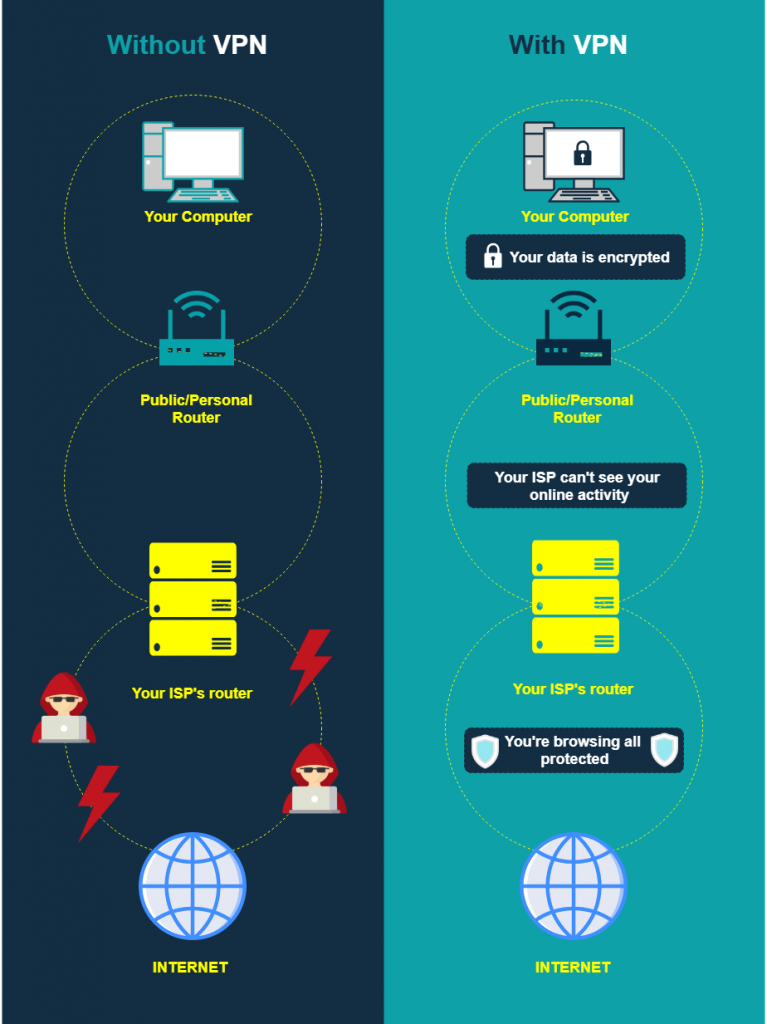 Without VPN
Your Computer
Public/Personal
Router
Your ISP's router
INTERNET
With VPN
Your Computer
Your data is encrypted
Public/Personal
Router
Your ISP can't see your
online activity
Your ISP's router
You're browsing all
protected
INTERNET